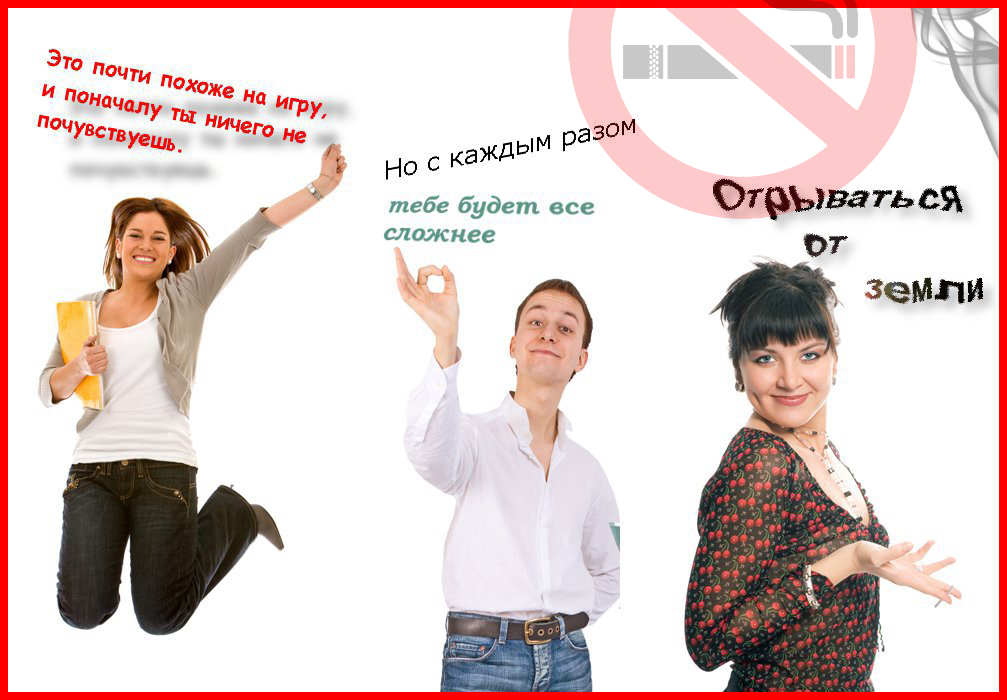 Это почти похоже на игру,
и поначалу ты ничего не
почувствуешь.
Но с каждым разом
тебе будет все
сложнее
Отрываться
от
земли